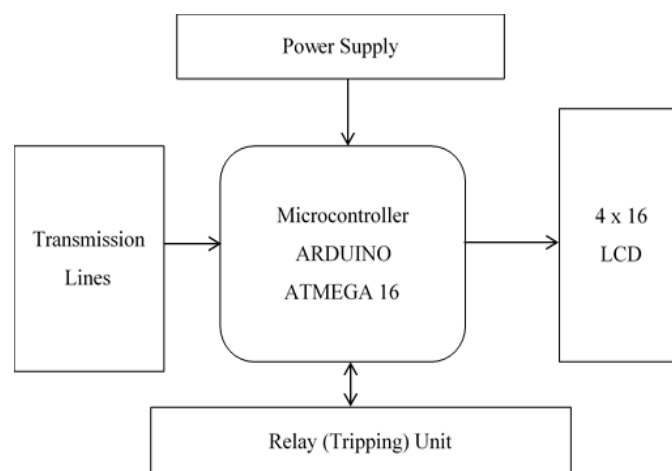 Power Supply
Transmission
Lines
Microcontroller
ARDUINO
ATMEGA 16
4 x 16
LCD
Relay (Tripping) Unit